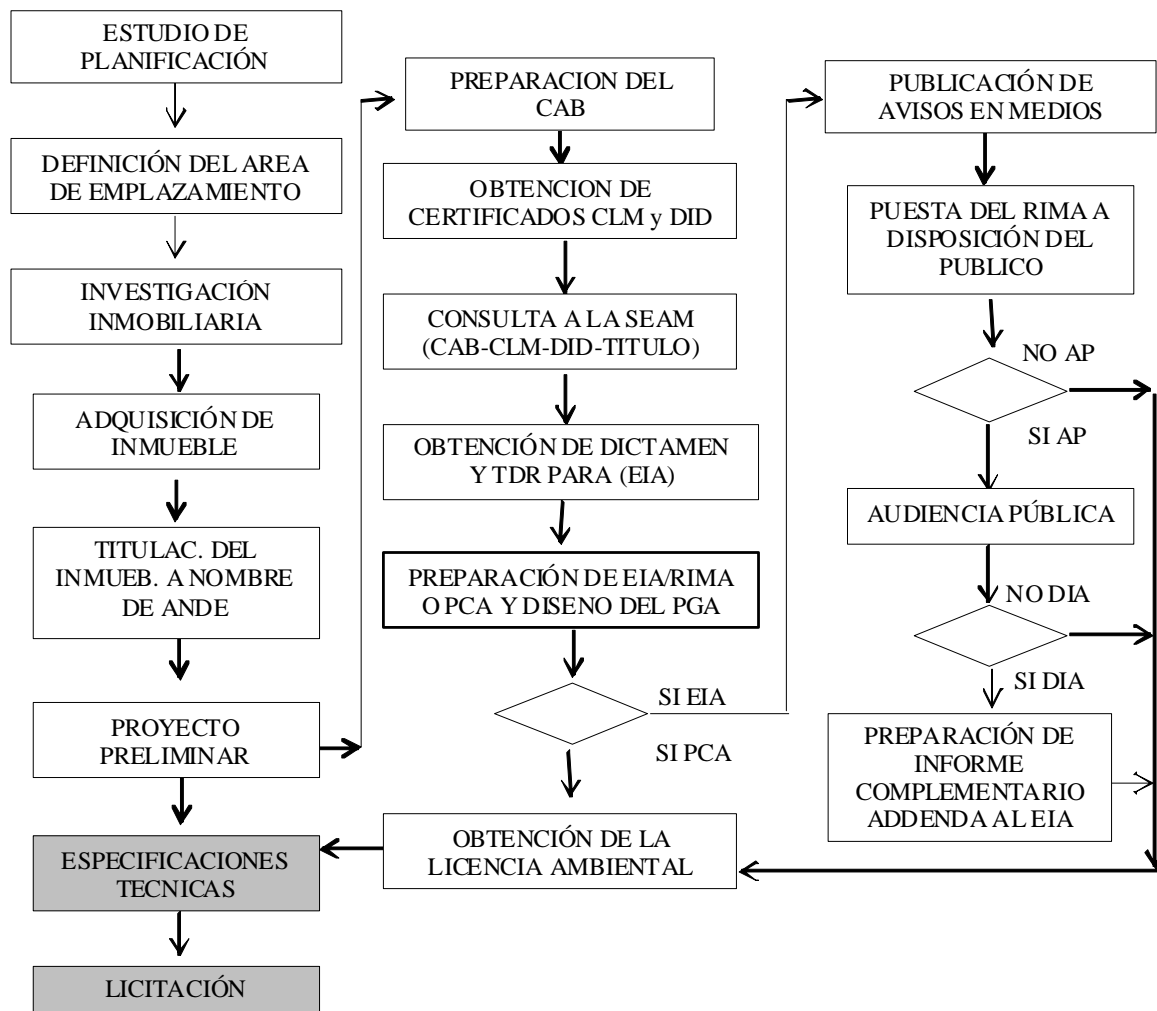 ESTUDIO DE
PLANIFICACIÓN
DEFINICIÓN DEL AREA
DE EMPLAZAMIENTO
INVESTIGACIÓN
INMOBILIARIA
ADQUISICIÓN DE
INMUEBLE
TITULAC. DEL
INMUEB. A NOMBRE
DE ANDE
PROYECTO
PRELIMINAR
ESPECIFICACIONES
TECNICAS
LICITACIÓN
PREPARACION DEL
CAB
OBTENCION DE
CERTIFICADOS CLM y DID
CONSULTA A LA SEAM
(CAB-CLM-DID-TITULO)
OBTENCIÓN DE DICTAMEN
Y TDR PARA (EIA)
PREPARACIÓN DE EIA/RIMA
O PCA Y DISENO DEL PGA
SI EIA
SI PCA
OBTENCIÓN DE LA
LICENCIA AMBIENTAL
PUBLICACIÓN DE
AVISOS EN MEDIOS
PUESTA DEL RIMA A
DISPOSICIÓN DEL
PUBLICO
NO AP
SI AP
AUDIENCIA PÚBLICA
NO DIA
SI DIA
PREPARACIÓN DE
INFORME
COMPLEMENTARIO
ADDENDA AL EIA